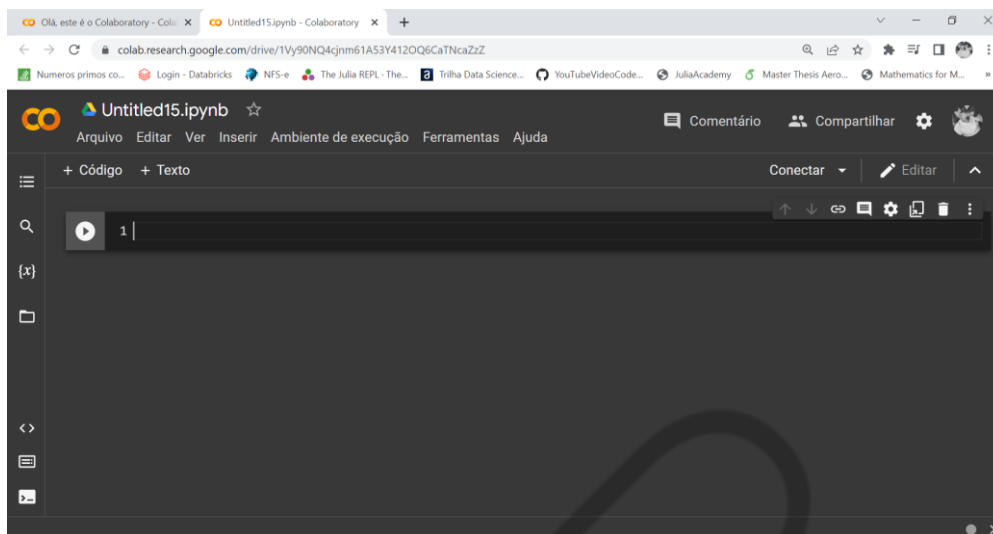 Olá, este é o Colaboratory - Cola
Untitled15.ipynb - Colaboratory
colab.research.google.com/drive/1Vy90NQ4cjnm61A53Y412OQ6CaTNcaZzZ
Numeros primos co... Login - Databricks NFS-e The Julia REPL · The... Trilha Data Science... YouTubeVideoCode... JuliaAcademy Master Thesis Aero... Mathematics for M... »
CO Untitled15.ipynb
Comentário Compartilhar
Arquivo Editar Ver Inserir Ambiente de execução Ferramentas Ajuda
+ Código + Texto Conectar Editar
1
{x}